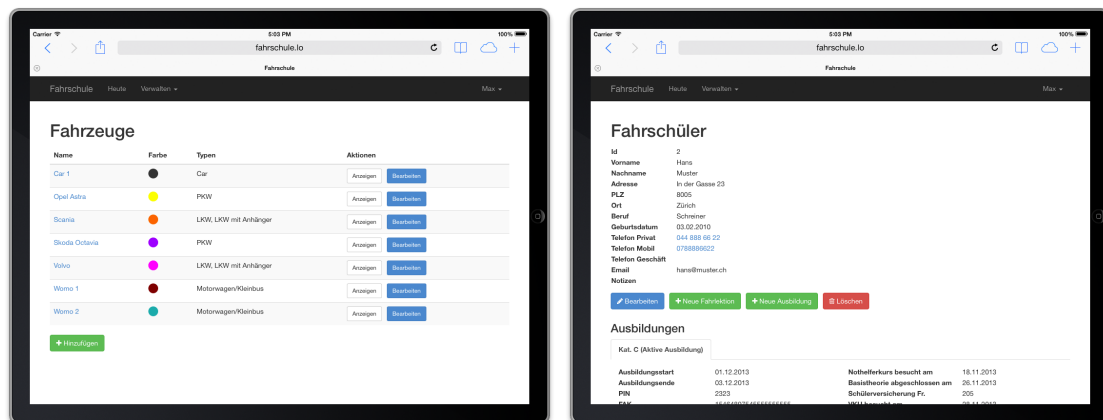 Carrier 5:03 PM 100%
fahrschule.lo
Fahrschule
Fahrschule Heute Verwalten Max
Fahrzeuge
Name Farbe Typen Aktionen
Car 1 Car Anzeigen Bearbeiten
Opel Astra PKW Anzeigen Bearbeiten
Scania LKW, LKW mit Anhänger Anzeigen Bearbeiten
Skoda Octavia PKW Anzeigen Bearbeiten
Volvo LKW, LKW mit Anhänger Anzeigen Bearbeiten
Womo 1 Motorwagen/Kleinbus Anzeigen Bearbeiten
Womo 2 Motorwagen/Kleinbus Anzeigen Bearbeiten
+ Hinzufügen
Carrier 5:03 PM 100%
fahrschule.lo
Fahrschule
Fahrschule Heute Verwalten Max
Fahrschüler
Id 2
Vorname Hans
Nachname Muster
Adresse In der Gasse 23
PLZ 8005
Ort Zürich
Beruf Schreiner
Geburtsdatum 03.02.2010
Telefon Privat 044 888 66 22
Telefon Mobil 0788886622
Telefon Geschäft
Email hans@muster.ch
Notizen
Bearbeiten + Neue Fahrlektion + Neue Ausbildung Löschen
Ausbildungen
Kat. C (Aktive Ausbildung)
Ausbildungsstart 01.12.2013 Nothelferkurs besucht am 18.11.2013
Ausbildungsende 03.12.2013 Basistheorie abgeschlossen am 26.11.2013
PIN 2323 Schülerversicherung Fr. 205